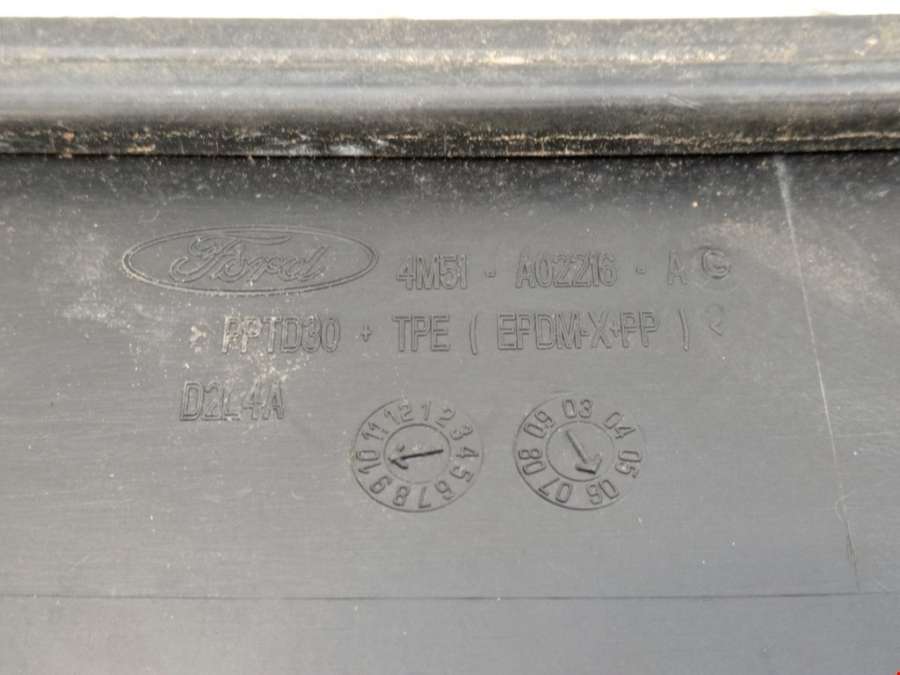 Ford 4M51 - A02216 - A G
> PPTD30 + TPE ( EPDM-X+PP ) <
12 1 2 3 4 5 6 7 8 9 10 11
03 04 05 06 07 08 09